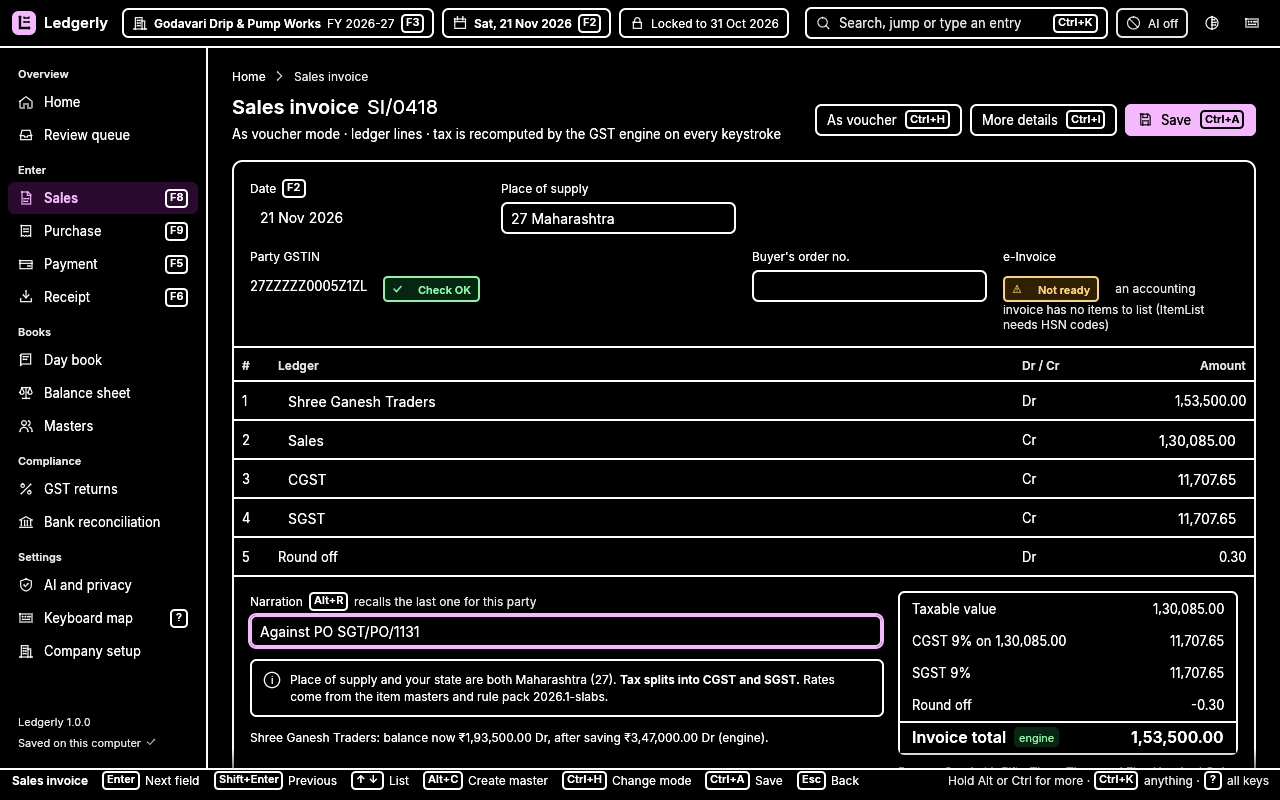 Ledgerly
Godavari Drip & Pump Works FY 2026-27 F3
Sat, 21 Nov 2026 F2
Locked to 31 Oct 2026
Search, jump or type an entry Ctrl+K
AI off
Overview
Home
Review queue
Enter
Sales F8
Purchase F9
Payment F5
Receipt F6
Books
Day book
Balance sheet
Masters
Compliance
GST returns
Bank reconciliation
Settings
AI and privacy
Keyboard map ?
Company setup
Ledgerly 1.0.0
Saved on this computer
Home > Sales invoice
Sales invoice SI/0418
As voucher mode · ledger lines · tax is recomputed by the GST engine on every keystroke
As voucher Ctrl+H
More details Ctrl+I
Save Ctrl+A
Date F2
Place of supply
21 Nov 2026
27 Maharashtra
Party GSTIN
Buyer's order no.
e-Invoice
27ZZZZZ0005Z1ZL Check OK
Not ready an accounting
invoice has no items to list (ItemList
needs HSN codes)
# Ledger Dr / Cr Amount
1 Shree Ganesh Traders Dr 1,53,500.00
2 Sales Cr 1,30,085.00
3 CGST Cr 11,707.65
4 SGST Cr 11,707.65
5 Round off Dr 0.30
Narration Alt+R recalls the last one for this party
Against PO SGT/PO/1131
Place of supply and your state are both Maharashtra (27). Tax splits into CGST and SGST. Rates
come from the item masters and rule pack 2026.1-slabs.
Shree Ganesh Traders: balance now ₹1,93,500.00 Dr, after saving ₹3,47,000.00 Dr (engine).
Taxable value 1,30,085.00
CGST 9% on 1,30,085.00 11,707.65
SGST 9% 11,707.65
Round off -0.30
Invoice total engine 1,53,500.00
Sales invoice Enter Next field Shift+Enter Previous ↑ ↓ List Alt+C Create master Ctrl+H Change mode Ctrl+A Save Esc Back
Hold Alt or Ctrl for more · Ctrl+K anything · ? all keys